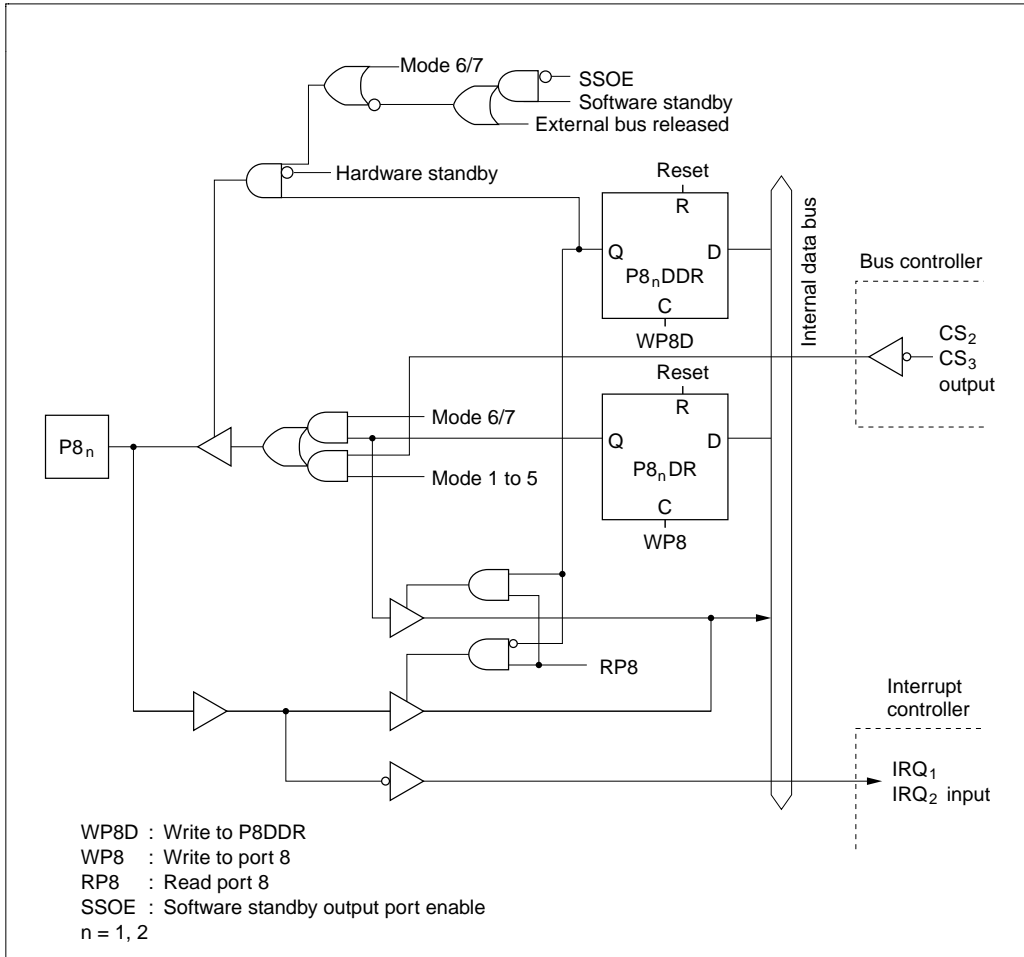 Mode 6/7
SSOE
Software standby
External bus released
Hardware standby
Reset
R
Q D
P8nDDR
C
WP8D
Internal data bus
Bus controller
CS2
CS3
output
Reset
R
Mode 6/7
Q D
P8nDR
C
WP8
P8n
Mode 1 to 5
RP8
Interrupt
controller
IRQ1
IRQ2 input
WP8D : Write to P8DDR
WP8 : Write to port 8
RP8 : Read port 8
SSOE : Software standby output port enable
n = 1, 2